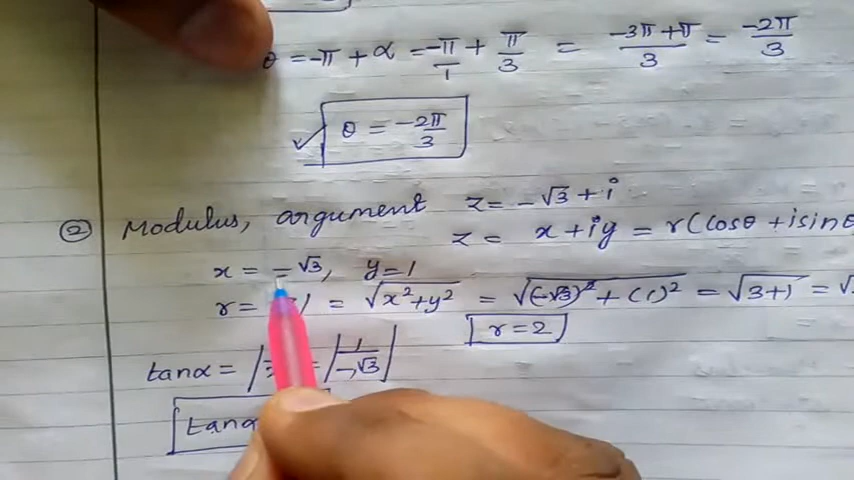 θ = -π + α = -π/1 + π/3 = -3π+π/3 = -2π/3
θ = -2π/3
② Modulus, argument z = -√3 + i
z = x+iy = r(cosθ + isinθ
x = -√3, y = 1
r = = √x²+y² = √(-√3)² + (1)² = √3+1 =
r = 2
tanα = = |1/-√3|
tanα